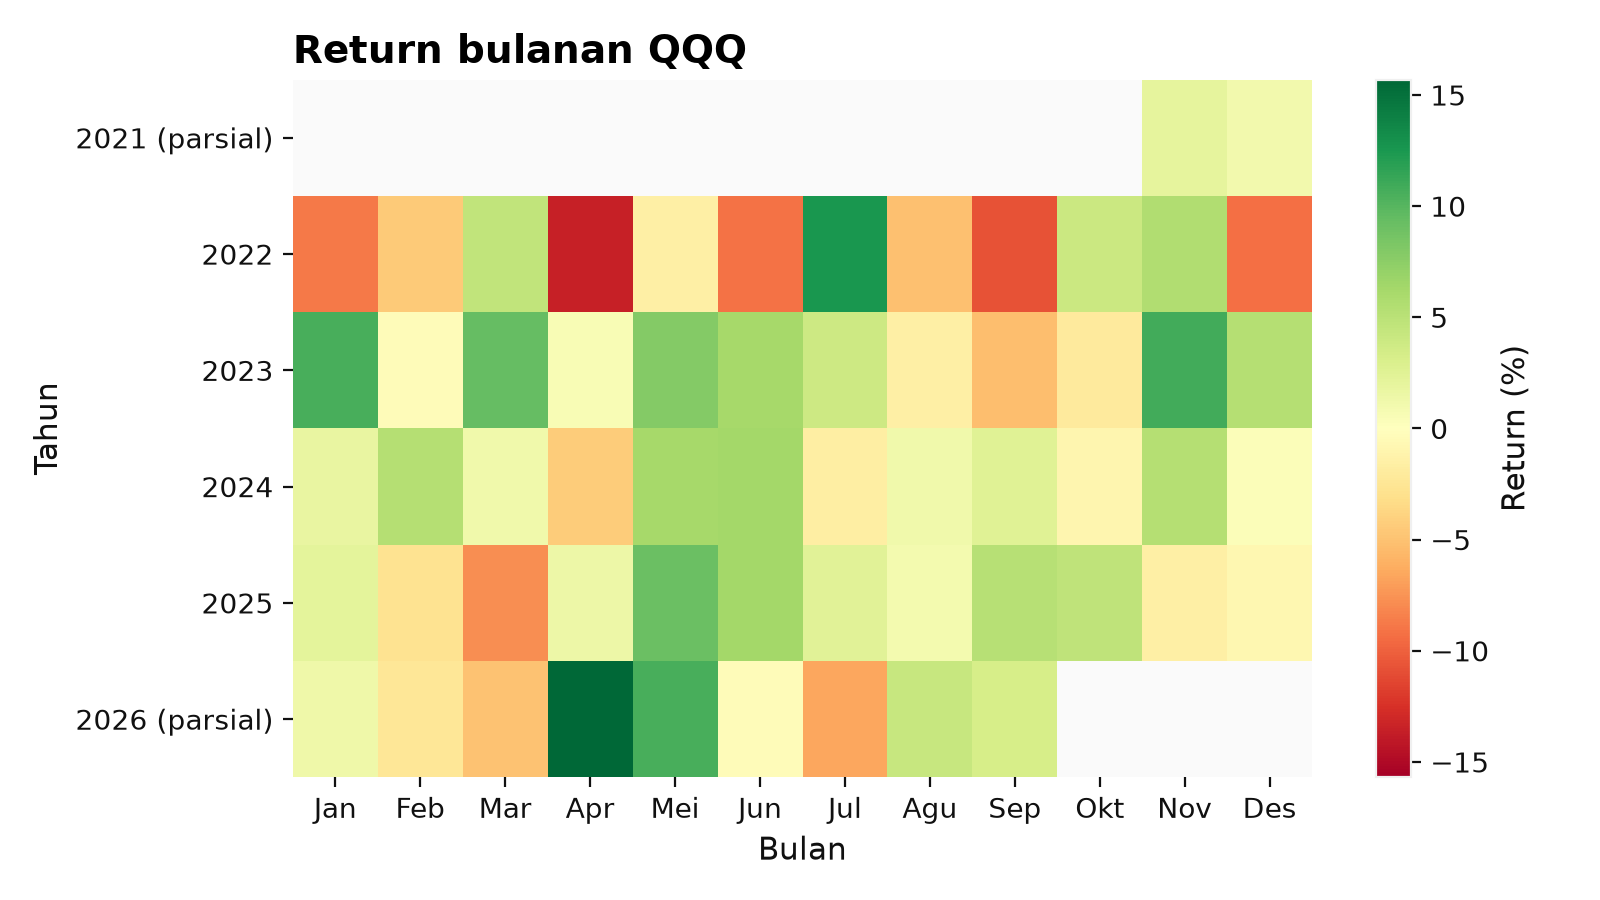 Return bulanan QQQ
2021 (parsial)
2022
2023
2024
2025
2026 (parsial)
Tahun
Jan Feb Mar Apr Mei Jun Jul Agu Sep Okt Nov Des
Bulan
15
10
5
0
−5
−10
−15
Return (%)